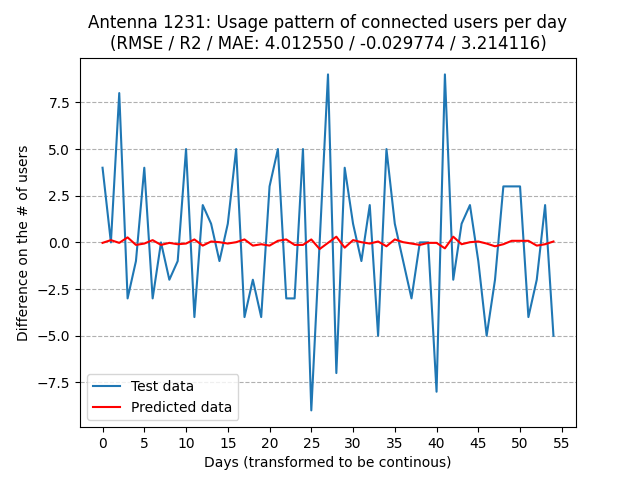 Antenna 1231: Usage pattern of connected users per day
(RMSE / R2 / MAE: 4.012550 / -0.029774 / 3.214116)
Difference on the # of users
7.5
5.0
2.5
0.0
−2.5
−5.0
−7.5
Test data
Predicted data
0 5 10 15 20 25 30 35 40 45 50 55
Days (transformed to be continous)